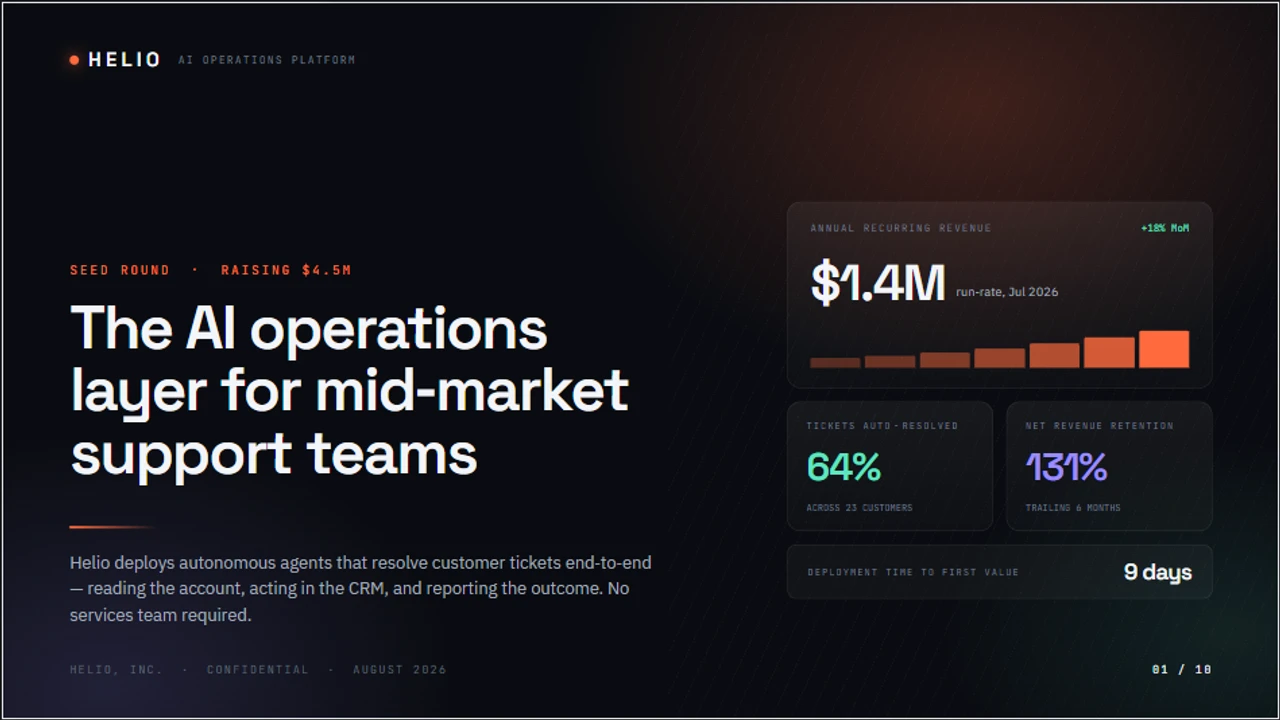 HELIO AI OPERATIONS PLATFORM
SEED ROUND · RAISING $4.5M
The AI operations
layer for mid-market
support teams
Helio deploys autonomous agents that resolve customer tickets end-to-end
— reading the account, acting in the CRM, and reporting the outcome. No
services team required.
ANNUAL RECURRING REVENUE +18% MoM
$1.4M run-rate, Jul 2026
TICKETS AUTO-RESOLVED
64%
ACROSS 23 CUSTOMERS
NET REVENUE RETENTION
131%
TRAILING 6 MONTHS
DEPLOYMENT TIME TO FIRST VALUE 9 days
HELIO, INC. · CONFIDENTIAL · AUGUST 2026
01 / 10